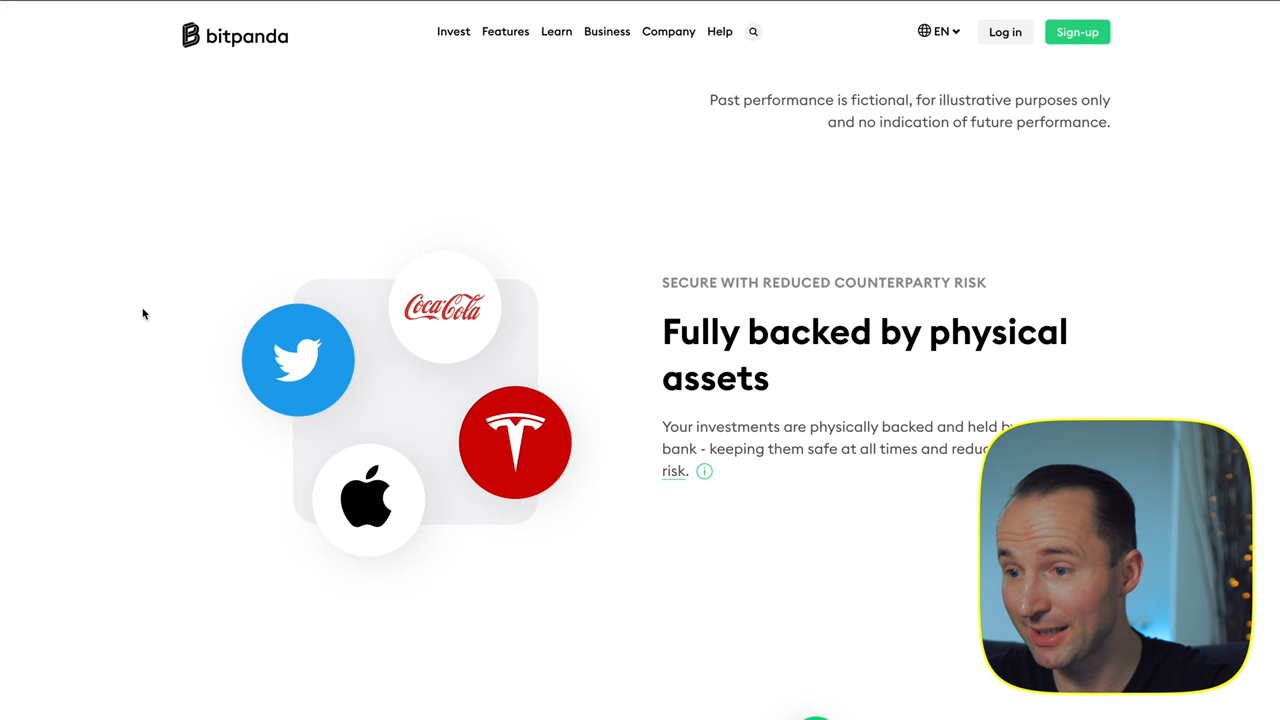 bitpanda
Invest Features Learn Business Company Help
EN
Log in
Sign-up
Past performance is fictional, for illustrative purposes only
and no indication of future performance.
Coca-Cola
SECURE WITH REDUCED COUNTERPARTY RISK
Fully backed by physical
assets
Your investments are physically backed and held
bank - keeping them safe at all times and
risk.